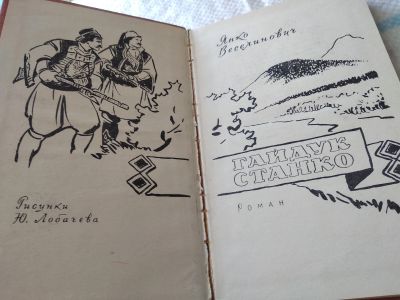 Рисунки
Ю. Лобачева
Янко
Веселинович
ГАЙДУК
СТАНКО
РОМАН